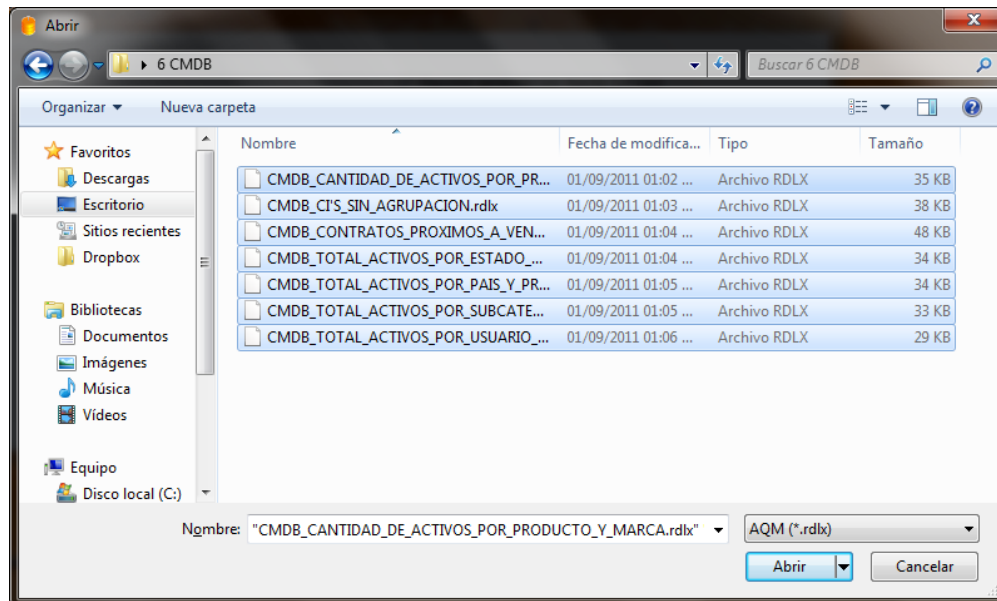 Abrir
6 CMDB
Buscar 6 CMDB
Organizar
Nueva carpeta
Favoritos
Descargas
Escritorio
Sitios recientes
Dropbox
Bibliotecas
Documentos
Imágenes
Música
Vídeos
Equipo
Disco local (C:)
Nombre Fecha de modifica... Tipo Tamaño
CMDB_CANTIDAD_DE_ACTIVOS_POR_PR... 01/09/2011 01:02 ... Archivo RDLX 35 KB
CMDB_CI'S_SIN_AGRUPACION.rdlx 01/09/2011 01:03 ... Archivo RDLX 38 KB
CMDB_CONTRATOS_PROXIMOS_A_VEN... 01/09/2011 01:04 ... Archivo RDLX 48 KB
CMDB_TOTAL_ACTIVOS_POR_ESTADO_... 01/09/2011 01:04 ... Archivo RDLX 34 KB
CMDB_TOTAL_ACTIVOS_POR_PAIS_Y_PR... 01/09/2011 01:05 ... Archivo RDLX 34 KB
CMDB_TOTAL_ACTIVOS_POR_SUBCATE... 01/09/2011 01:05 ... Archivo RDLX 33 KB
CMDB_TOTAL_ACTIVOS_POR_USUARIO_... 01/09/2011 01:06 ... Archivo RDLX 29 KB
Nombre: "CMDB_CANTIDAD_DE_ACTIVOS_POR_PRODUCTO_Y_MARCA.rdlx"
AQM (*.rdlx)
Abrir
Cancelar